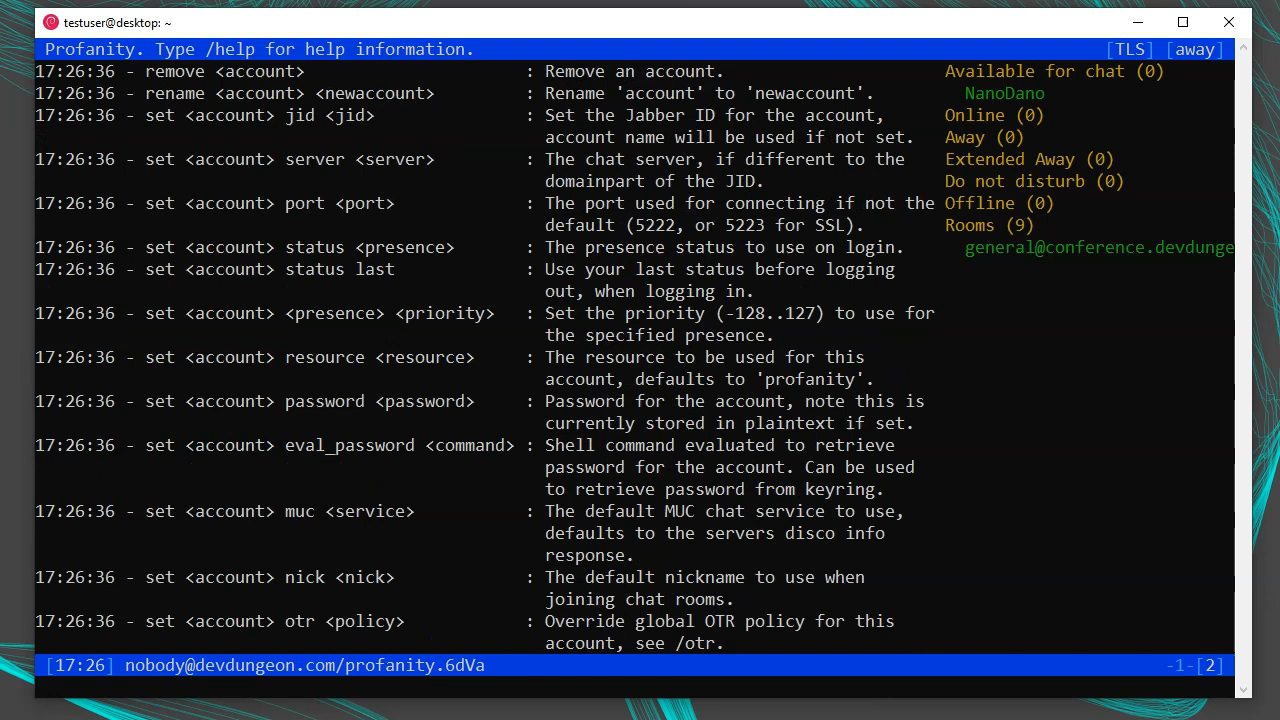 testuser@desktop: ~
Profanity. Type /help for help information. [TLS] [away]
17:26:36 - remove <account> : Remove an account.
17:26:36 - rename <account> <newaccount> : Rename 'account' to 'newaccount'.
17:26:36 - set <account> jid <jid> : Set the Jabber ID for the account,
account name will be used if not set.
17:26:36 - set <account> server <server> : The chat server, if different to the
domainpart of the JID.
17:26:36 - set <account> port <port> : The port used for connecting if not the
default (5222, or 5223 for SSL).
17:26:36 - set <account> status <presence> : The presence status to use on login.
17:26:36 - set <account> status last : Use your last status before logging
out, when logging in.
17:26:36 - set <account> <presence> <priority> : Set the priority (-128..127) to use for
the specified presence.
17:26:36 - set <account> resource <resource> : The resource to be used for this
account, defaults to 'profanity'.
17:26:36 - set <account> password <password> : Password for the account, note this is
currently stored in plaintext if set.
17:26:36 - set <account> eval_password <command> : Shell command evaluated to retrieve
password for the account. Can be used
to retrieve password from keyring.
17:26:36 - set <account> muc <service> : The default MUC chat service to use,
defaults to the servers disco info
response.
17:26:36 - set <account> nick <nick> : The default nickname to use when
joining chat rooms.
17:26:36 - set <account> otr <policy> : Override global OTR policy for this
account, see /otr.
Available for chat (0)
NanoDano
Online (0)
Away (0)
Extended Away (0)
Do not disturb (0)
Offline (0)
Rooms (9)
general@conference.devdunge
[17:26] nobody@devdungeon.com/profanity.6dVa -1-[2]